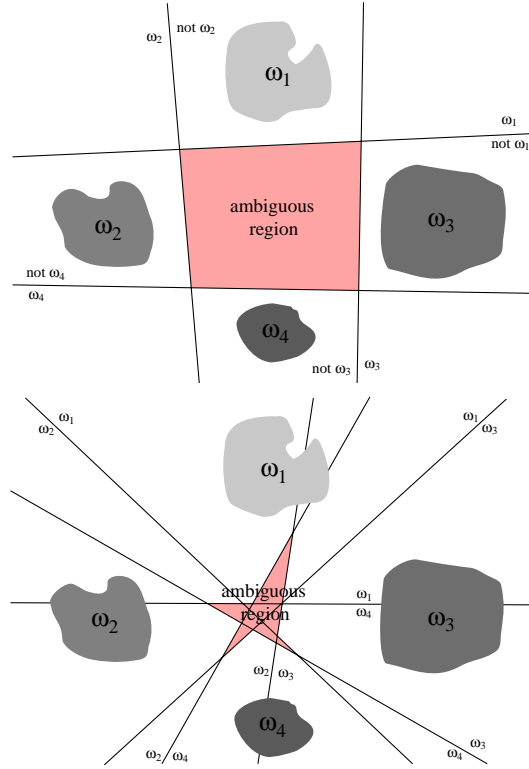 ω₂ not ω₂
ω₁
ω₁
not ω₁
ω₂
ambiguous
region
ω₃
not ω₄
ω₄
ω₄
not ω₃ ω₃
ω₂ ω₁
ω₁ ω₃
ω₁
ambiguous
region
ω₁
ω₄
ω₂
ω₃
ω₂ ω₃
ω₄
ω₂ ω₄
ω₃
ω₄